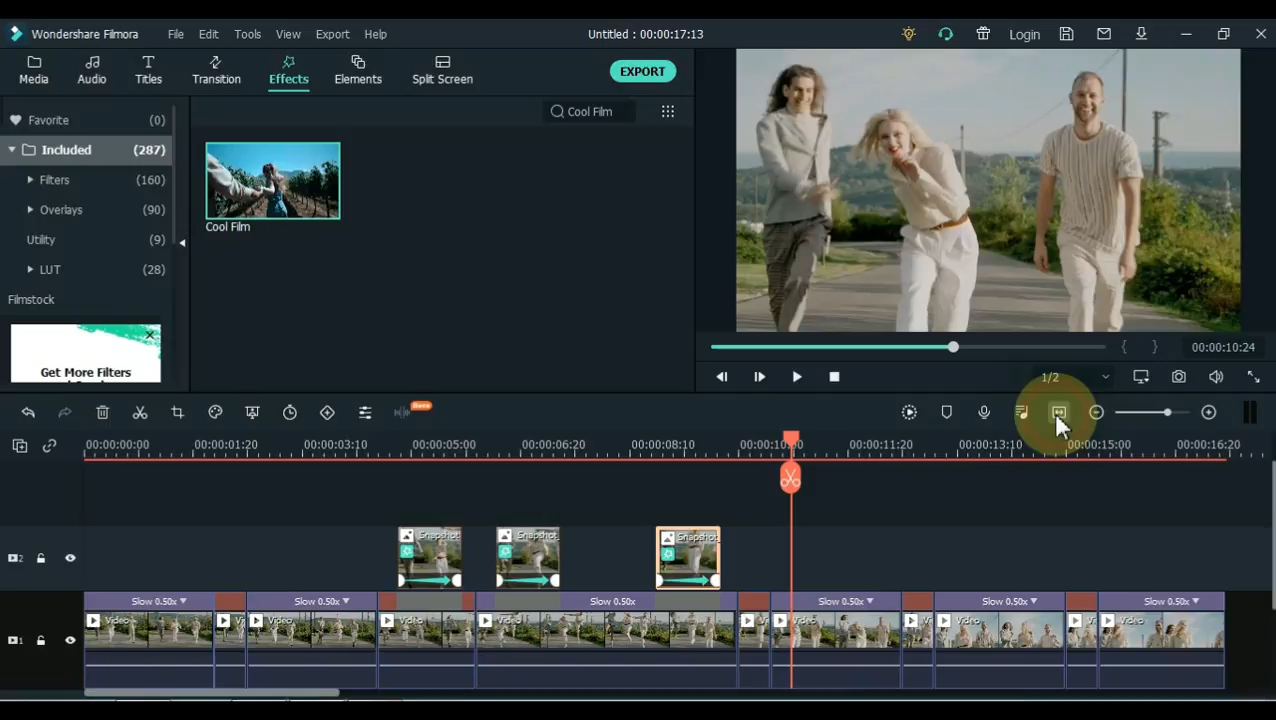 Wondershare Filmora File Edit Tools View Export Help Untitled : 00:00:17:13 Login
Media Audio Titles Transition Effects Elements Split Screen EXPORT
Favorite (0) Cool Film
Included (287)
Filters (160)
Overlays (90)
Cool Film
Utility (9)
LUT (28)
Filmstock
Get More Filters
00:00:10:24
1/2
Beta
00:00:00:00 00:00:01:20 00:00:03:10 00:00:05:00 00:00:06:20 00:00:08:10 00:00:10:00 00:00:11:20 00:00:13:10 00:00:15:00 00:00:16:20
Snapshot Snapshot Snapshot
2
Slow 0.50x Slow 0.50x Slow 0.50x Slow 0.50x Slow 0.50x Slow 0.50x
Video Video Video Video Video Video Video
1